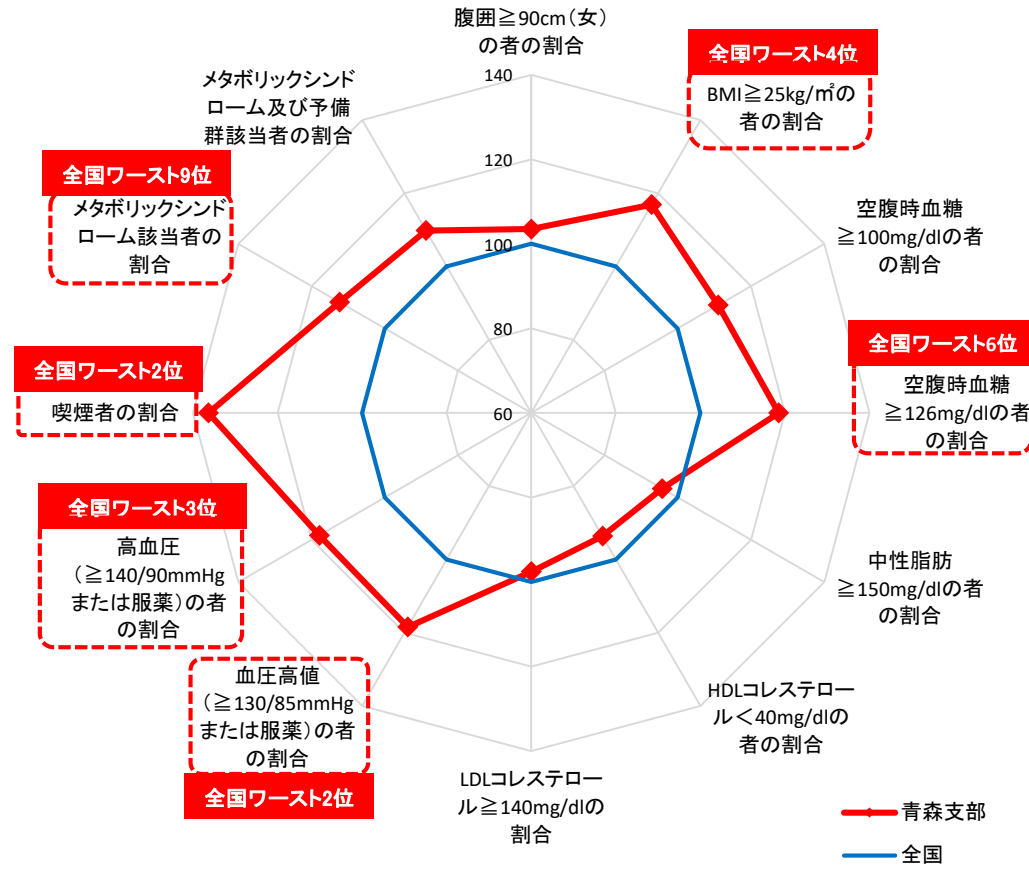 腹囲≧90cm（女）
の者の割合
全国ワースト4位
BMI≧25kg/㎡の
者の割合
空腹時血糖
≧100mg/dlの者
の割合
全国ワースト6位
空腹時血糖
≧126mg/dlの者
の割合
中性脂肪
≧150mg/dlの者
の割合
HDLコレステロー
ル＜40mg/dlの
者の割合
LDLコレステロー
ル≧140mg/dlの
割合
血圧高値
（≧130/85mmHg
または服薬）の者
の割合
全国ワースト2位
全国ワースト3位
高血圧
（≧140/90mmHg
または服薬）の者
の割合
全国ワースト2位
喫煙者の割合
全国ワースト9位
メタボリックシンド
ローム該当者の
割合
メタボリックシンド
ローム及び予備
群該当者の割合
140
120
100
80
60
青森支部
全国